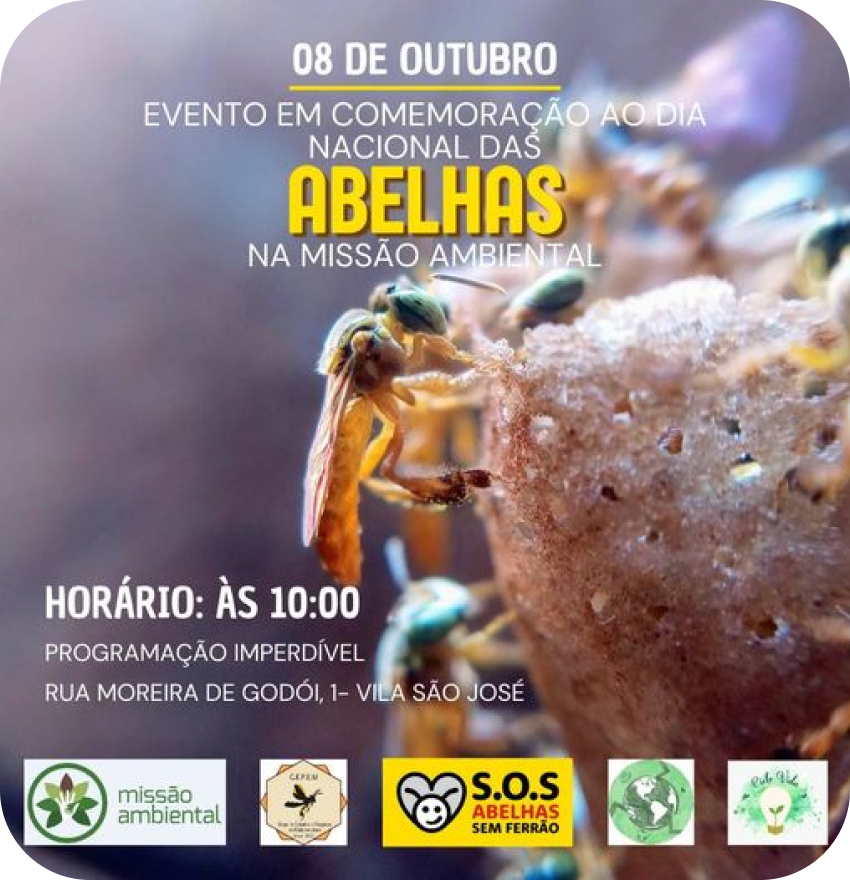 08 DE OUTUBRO
EVENTO EM COMEMORAÇÃO AO DIA
NACIONAL DAS
ABELHAS
NA MISSÃO AMBIENTAL
HORÁRIO: ÀS 10:00
PROGRAMAÇÃO IMPERDÍVEL
RUA MOREIRA DE GODÓI, 1- VILA SÃO JOSÉ
missão
ambiental
S.O.S
ABELHAS
SEM FERRÃO